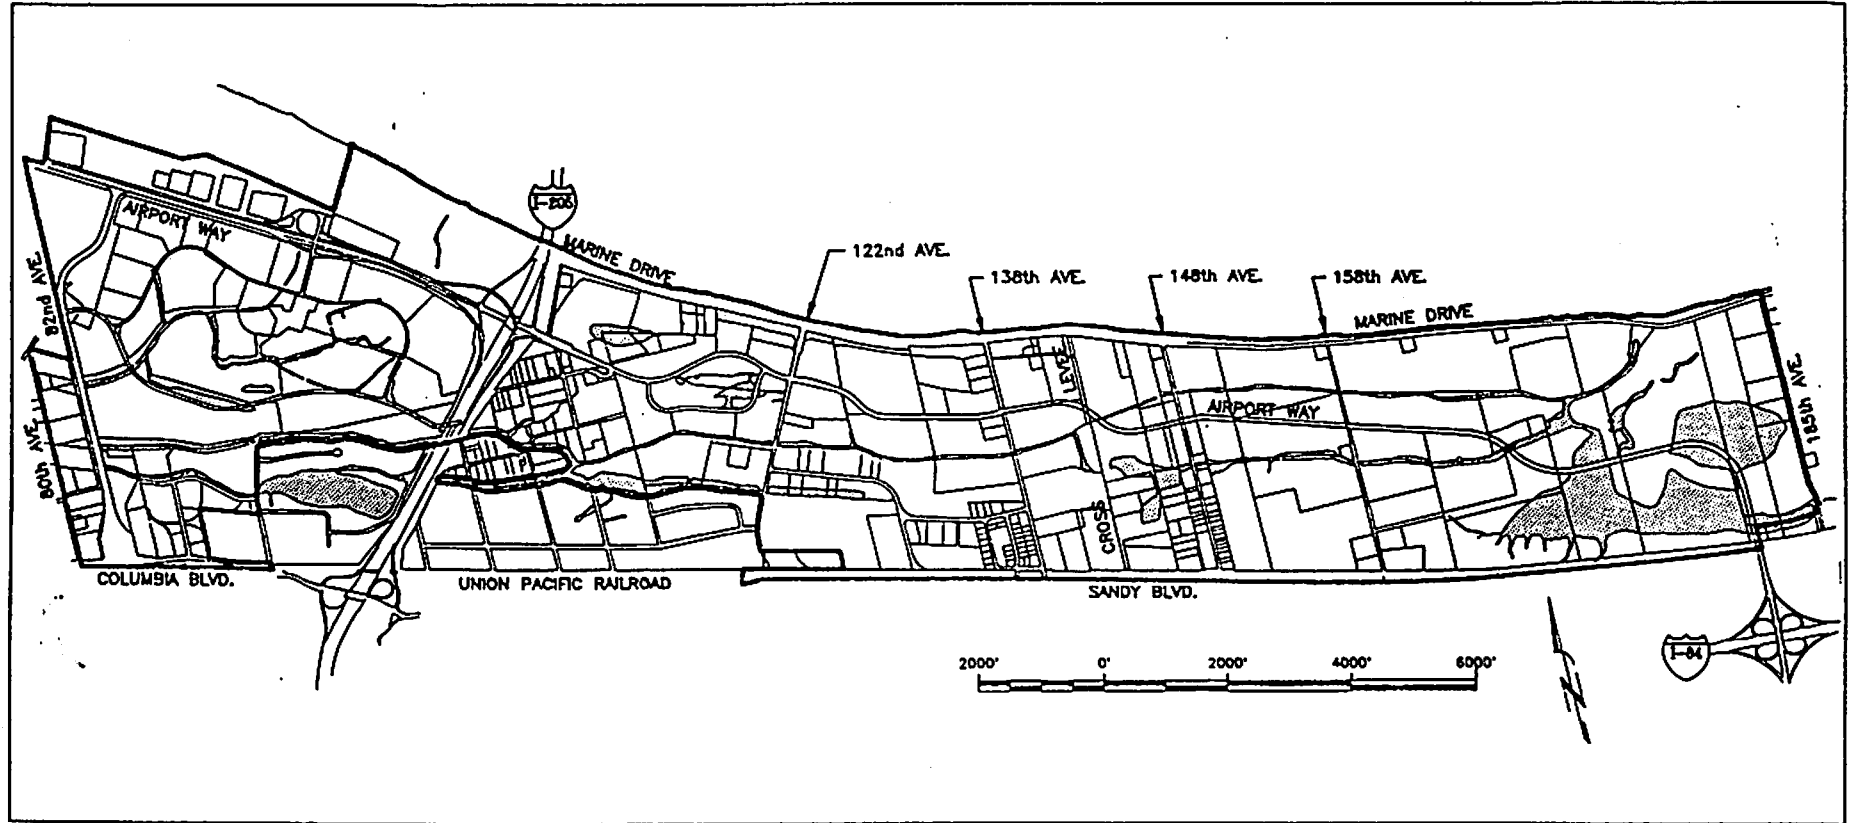 I-205
AIRPORT WAY
MARINE DRIVE
122nd AVE.
138th AVE.
148th AVE.
158th AVE.
MARINE DRIVE
82nd AVE.
80th AVE.
LEVEE
CROSS
AIRPORT WAY
185th AVE.
COLUMBIA BLVD.
UNION PACIFIC RAILROAD
SANDY BLVD.
2000' 0' 2000' 4000' 6000'
I-84
N